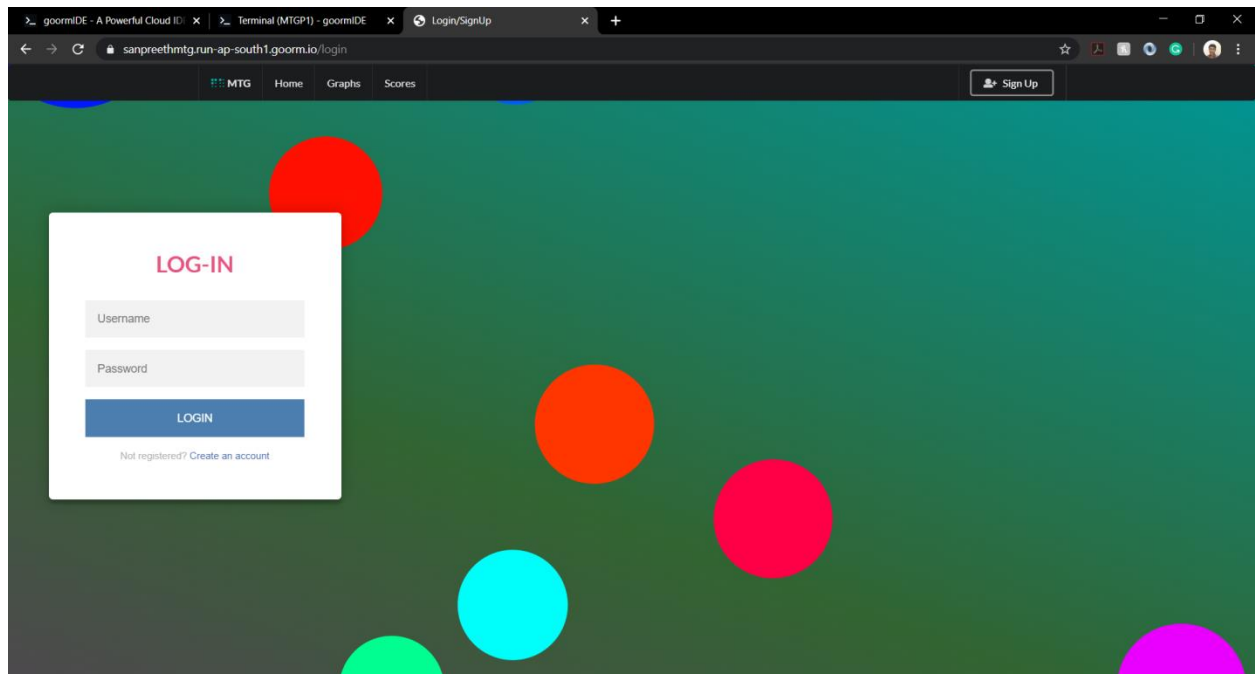 goormIDE - A Powerful Cloud ID
Terminal (MTGP1) - goormIDE
Login/SignUp
sanpreethmtg.run-ap-south1.goorm.io/login
MTG Home Graphs Scores Sign Up
LOG-IN
Username
Password
LOGIN
Not registered? Create an account